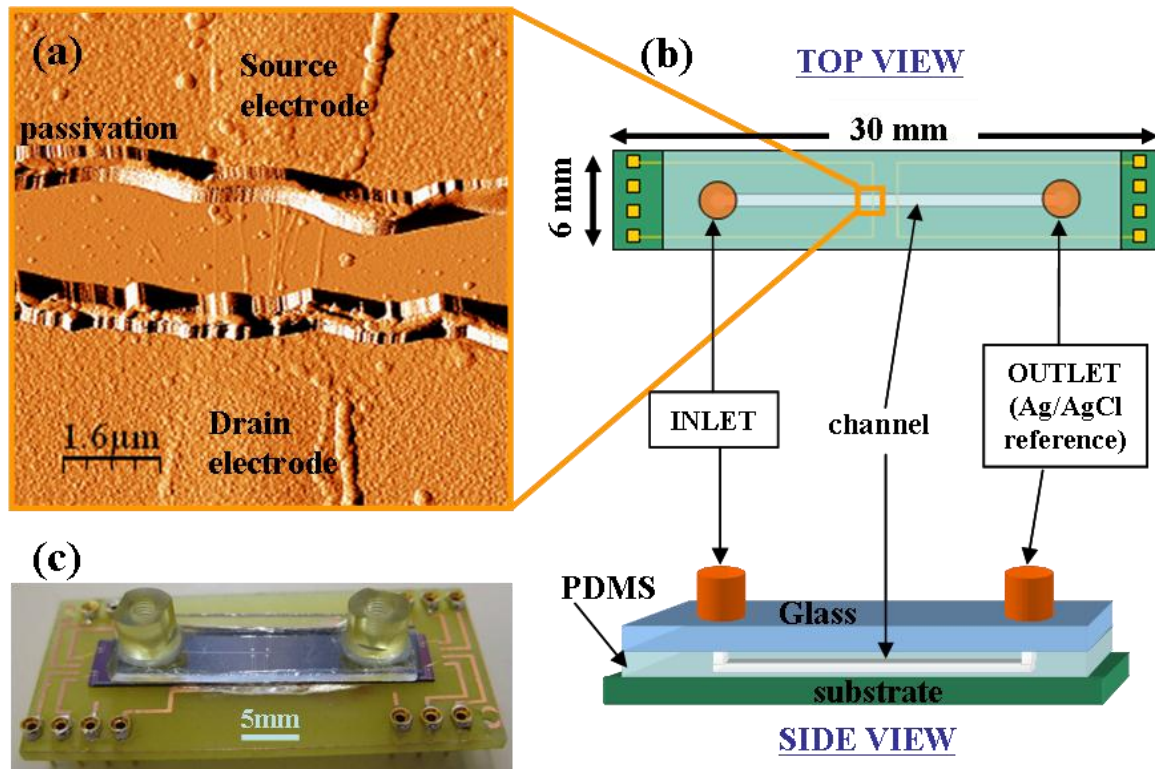 (a)
Source
electrode
passivation
Drain
electrode
1.6µm
(b)
TOP VIEW
30 mm
6 mm
INLET
channel
OUTLET
(Ag/AgCl
reference)
PDMS
Glass
substrate
SIDE VIEW
(c)
5mm